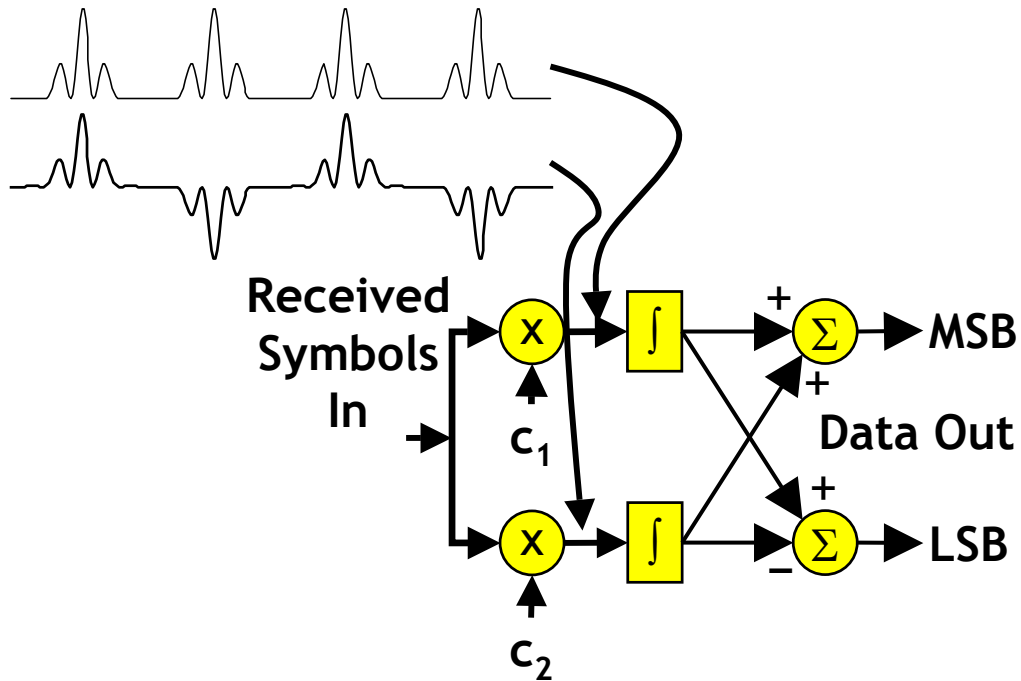 Received
Symbols
In
x
c1
x
c2
∫
∫
+
Σ
+
MSB
Data Out
+
Σ
−
LSB